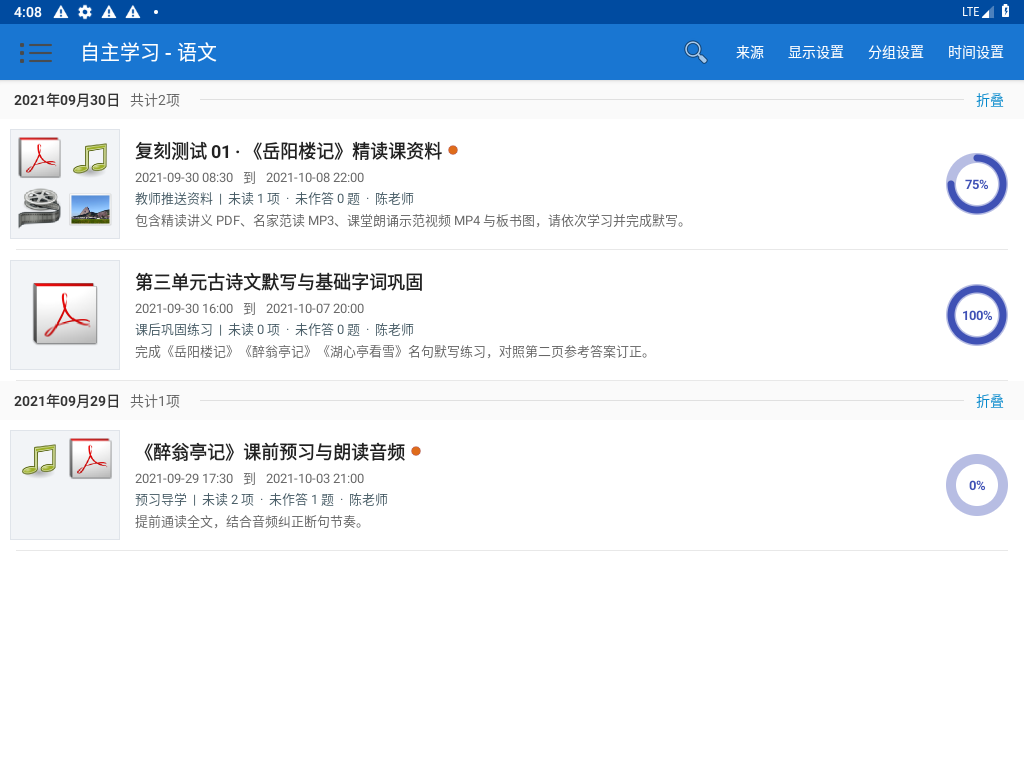 4:08
LTE
自主学习 - 语文
来源
显示设置
分组设置
时间设置
2021年09月30日 共计2项
折叠
复刻测试 01 · 《岳阳楼记》精读课资料
2021-09-30 08:30 到 2021-10-08 22:00
教师推送资料 | 未读 1 项 · 未作答 0 题 · 陈老师
包含精读讲义 PDF、名家范读 MP3、课堂朗诵示范视频 MP4 与板书图，请依次学习并完成默写。
75%
第三单元古诗文默写与基础字词巩固
2021-09-30 16:00 到 2021-10-07 20:00
课后巩固练习 | 未读 0 项 · 未作答 0 题 · 陈老师
完成《岳阳楼记》《醉翁亭记》《湖心亭看雪》名句默写练习，对照第二页参考答案订正。
100%
2021年09月29日 共计1项
折叠
《醉翁亭记》课前预习与朗读音频
2021-09-29 17:30 到 2021-10-03 21:00
预习导学 | 未读 2 项 · 未作答 1 题 · 陈老师
提前通读全文，结合音频纠正断句节奏。
0%